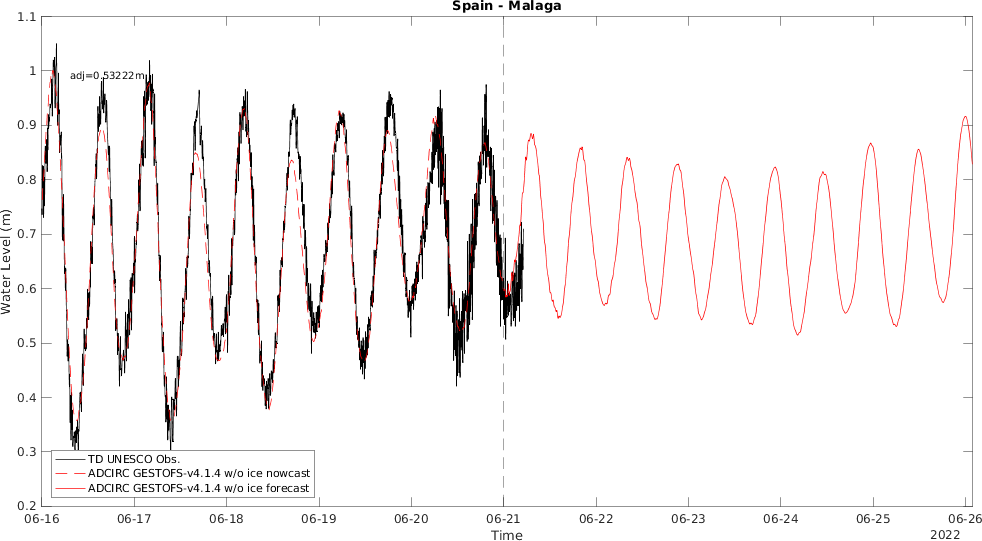 Spain - Malaga
1.1
1
0.9
0.8
0.7
0.6
0.5
0.4
0.3
0.2
Water Level (m)
adj=0.53222m
TD UNESCO Obs.
ADCIRC GESTOFS-v4.1.4 w/o ice nowcast
ADCIRC GESTOFS-v4.1.4 w/o ice forecast
06-16 06-17 06-18 06-19 06-20 06-21 06-22 06-23 06-24 06-25 06-26
Time
2022